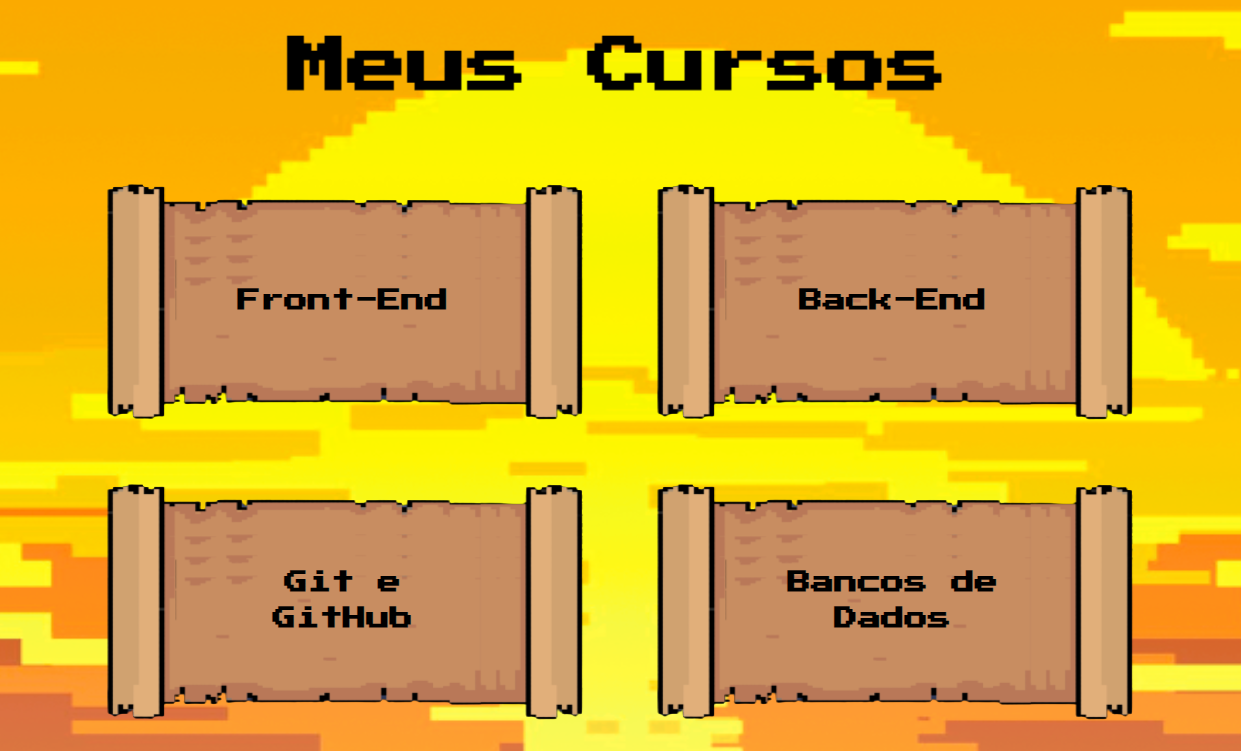 Meus Cursos
Front-End
Back-End
Git e
GitHub
Bancos de
Dados